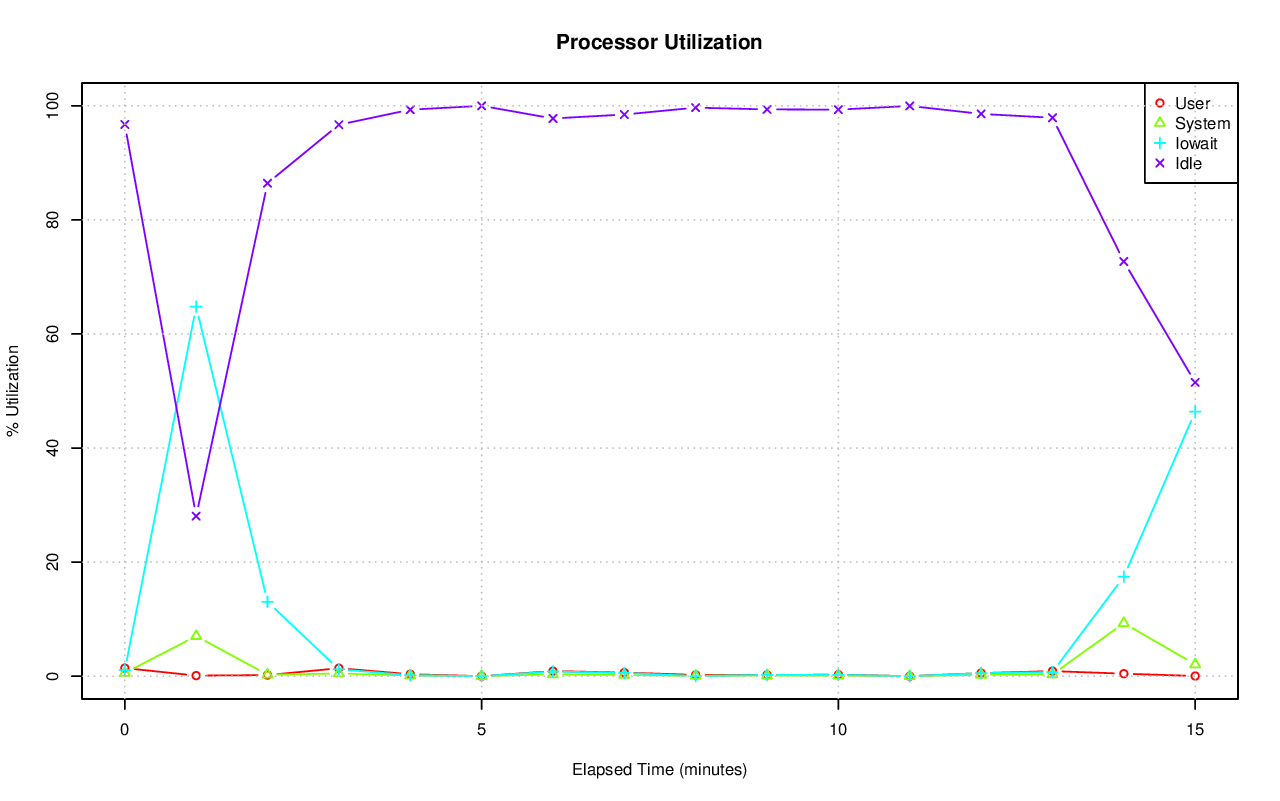 Processor Utilization
% Utilization
100
80
60
40
20
0
User
System
Iowait
Idle
0 5 10 15
Elapsed Time (minutes)